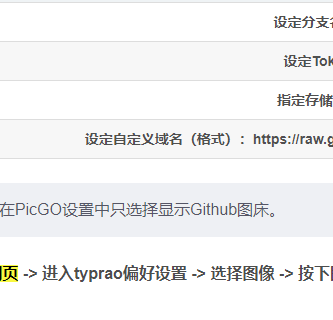 设定分支
设定Tok
指定存储
设定自定义域名（格式）：https://raw.g
在PicGO设置中只选择显示Github图床。
页 -> 进入typrao偏好设置 -> 选择图像 -> 按下